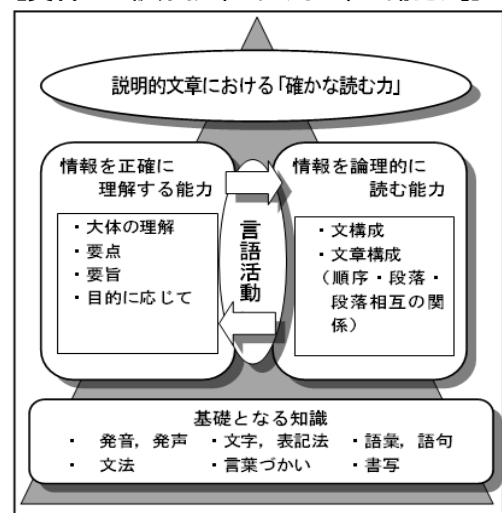 説明的文章における「確かな読む力」
情報を正確に
理解する能力
・大体の理解
・要点
・要旨
・目的に応じて
言語活動
情報を論理的に
読む能力
・文構成
・文章構成
（順序・段落・
段落相互の関
係）
基礎となる知識
・ 発音，発声 ・文字，表記法 ・語彙，語句
・ 文法 ・言葉づかい ・書写